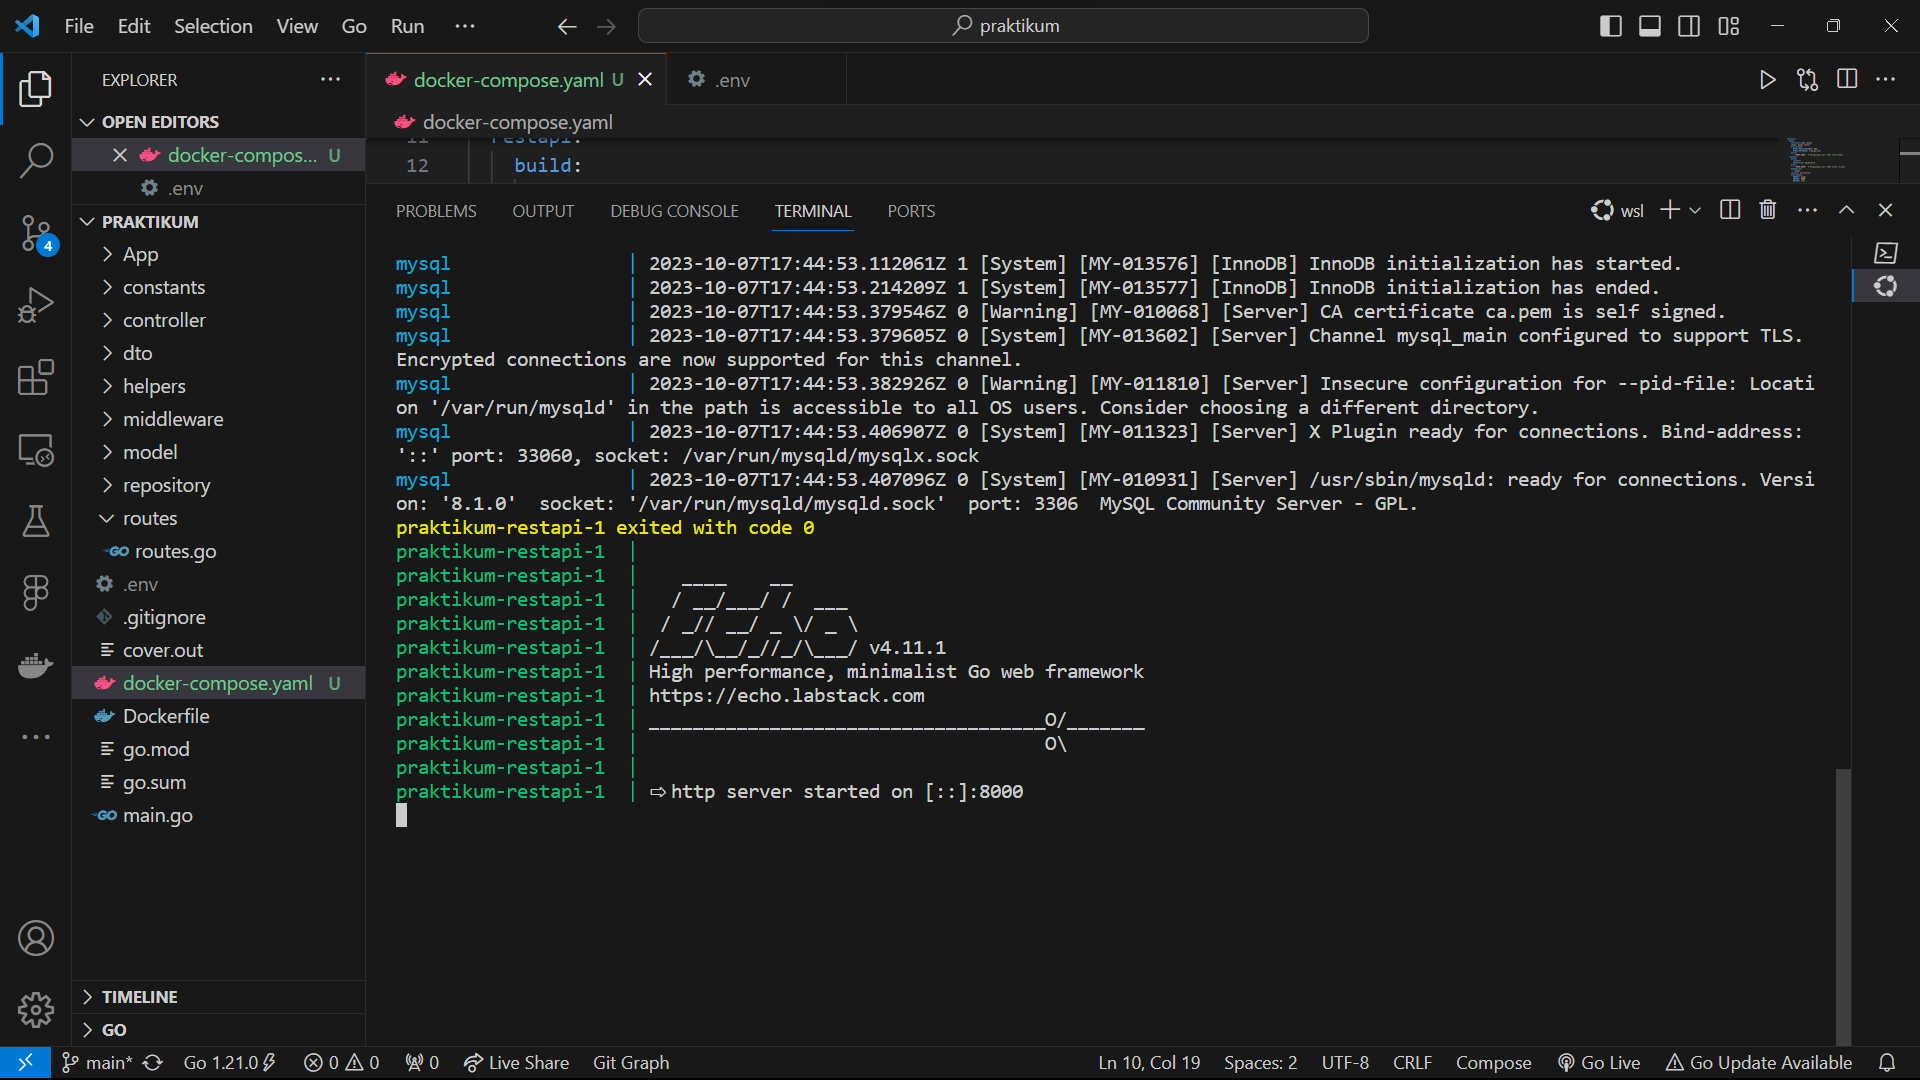 File Edit Selection View Go Run ···
praktikum
EXPLORER
OPEN EDITORS
docker-compos... U
.env
PRAKTIKUM
App
constants
controller
dto
helpers
middleware
model
repository
routes
routes.go
.env
.gitignore
cover.out
docker-compose.yaml U
Dockerfile
go.mod
go.sum
main.go
TIMELINE
GO
4
docker-compose.yaml U
.env
docker-compose.yaml
11 restapi:
12 build:
PROBLEMS OUTPUT DEBUG CONSOLE TERMINAL PORTS
wsl
mysql | 2023-10-07T17:44:53.112061Z 1 [System] [MY-013576] [InnoDB] InnoDB initialization has started.
mysql | 2023-10-07T17:44:53.214209Z 1 [System] [MY-013577] [InnoDB] InnoDB initialization has ended.
mysql | 2023-10-07T17:44:53.379546Z 0 [Warning] [MY-010068] [Server] CA certificate ca.pem is self signed.
mysql | 2023-10-07T17:44:53.379605Z 0 [System] [MY-013602] [Server] Channel mysql_main configured to support TLS.
Encrypted connections are now supported for this channel.
mysql | 2023-10-07T17:44:53.382926Z 0 [Warning] [MY-011810] [Server] Insecure configuration for --pid-file: Locati
on '/var/run/mysqld' in the path is accessible to all OS users. Consider choosing a different directory.
mysql | 2023-10-07T17:44:53.406907Z 0 [System] [MY-011323] [Server] X Plugin ready for connections. Bind-address:
'::' port: 33060, socket: /var/run/mysqld/mysqlx.sock
mysql | 2023-10-07T17:44:53.407096Z 0 [System] [MY-010931] [Server] /usr/sbin/mysqld: ready for connections. Versi
on: '8.1.0'  socket: '/var/run/mysqld/mysqld.sock'  port: 3306  MySQL Community Server - GPL.
praktikum-restapi-1 exited with code 0
praktikum-restapi-1 |
praktikum-restapi-1 |    ____    __
praktikum-restapi-1 |   / __/___/ /  ___
praktikum-restapi-1 |  / _// __/ _ \/ _ \
praktikum-restapi-1 | /___/\__/_//_/\___/ v4.11.1
praktikum-restapi-1 | High performance, minimalist Go web framework
praktikum-restapi-1 | https://echo.labstack.com
praktikum-restapi-1 | ____________________________________O/_______
praktikum-restapi-1 |                                     O\
praktikum-restapi-1 |
praktikum-restapi-1 | ⇨ http server started on [::]:8000
main* Go 1.21.0 0 0 0 Live Share Git Graph Ln 10, Col 19 Spaces: 2 UTF-8 CRLF Compose Go Live Go Update Available